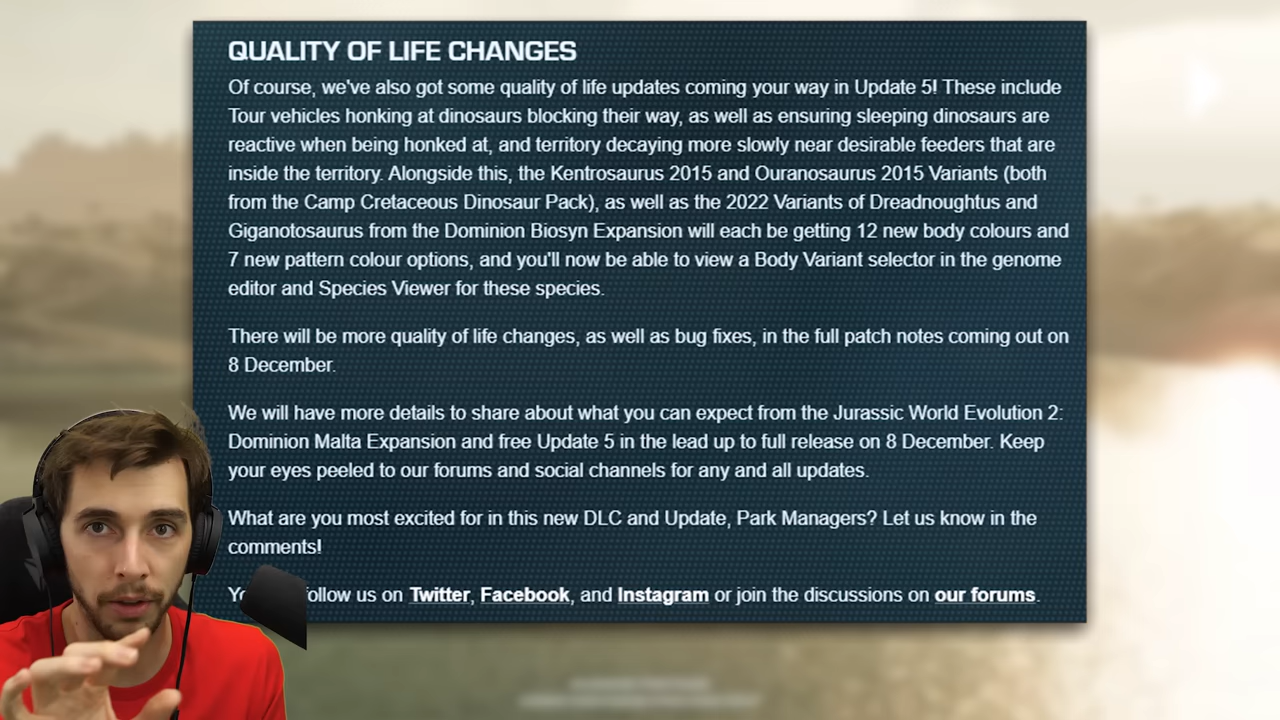 QUALITY OF LIFE CHANGES
Of course, we've also got some quality of life updates coming your way in Update 5! These include
Tour vehicles honking at dinosaurs blocking their way, as well as ensuring sleeping dinosaurs are
reactive when being honked at, and territory decaying more slowly near desirable feeders that are
inside the territory. Alongside this, the Kentrosaurus 2015 and Ouranosaurus 2015 Variants (both
from the Camp Cretaceous Dinosaur Pack), as well as the 2022 Variants of Dreadnoughtus and
Giganotosaurus from the Dominion Biosyn Expansion will each be getting 12 new body colours and
7 new pattern colour options, and you'll now be able to view a Body Variant selector in the genome
editor and Species Viewer for these species.
There will be more quality of life changes, as well as bug fixes, in the full patch notes coming out on
8 December.
We will have more details to share about what you can expect from the Jurassic World Evolution 2:
Dominion Malta Expansion and free Update 5 in the lead up to full release on 8 December. Keep
your eyes peeled to our forums and social channels for any and all updates.
What are you most excited for in this new DLC and Update, Park Managers? Let us know in the
comments!
us on Twitter, Facebook, and Instagram or join the discussions on our forums.